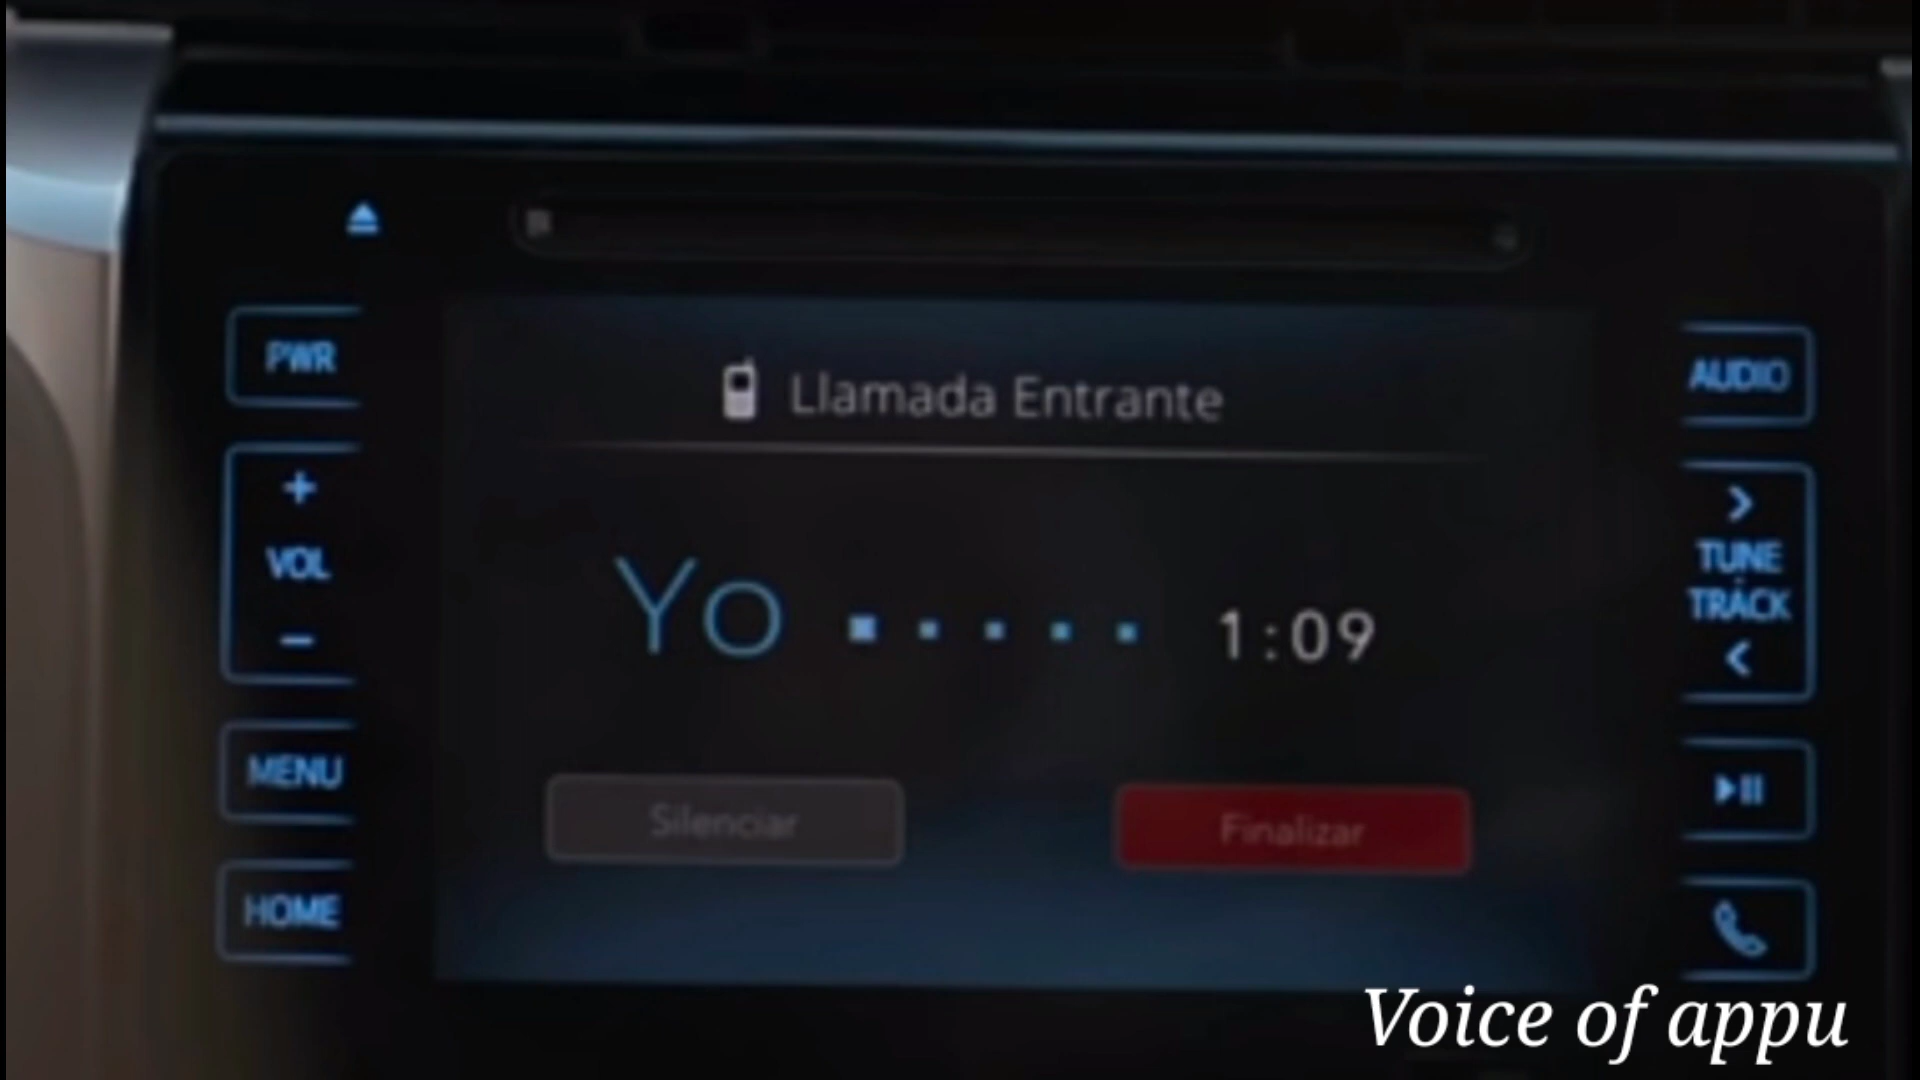 PWR
+
VOL
-
MENU
HOME
Llamada Entrante
Yo ..... 1:09
Silenciar
Finalizar
AUDIO
>
TUNE
TRACK
<
Voice of appu